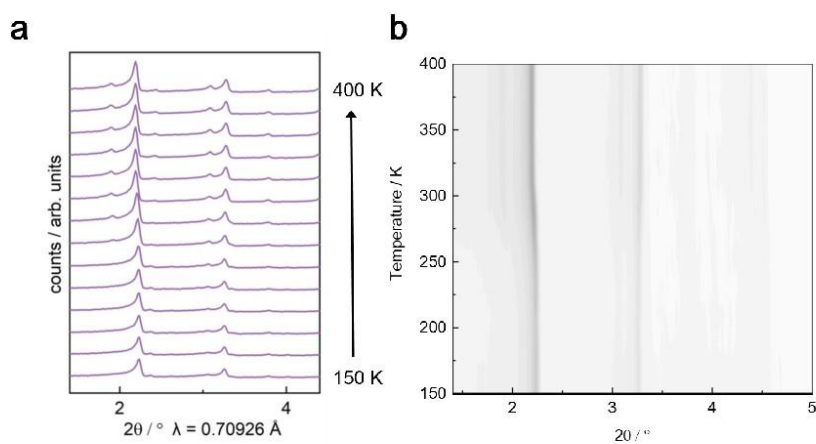 a
counts / arb. units
400 K
150 K
2 4
2θ / ° λ = 0.70926 Å
b
Temperature / K
400
350
300
250
200
150
2 3 4 5
2θ / °